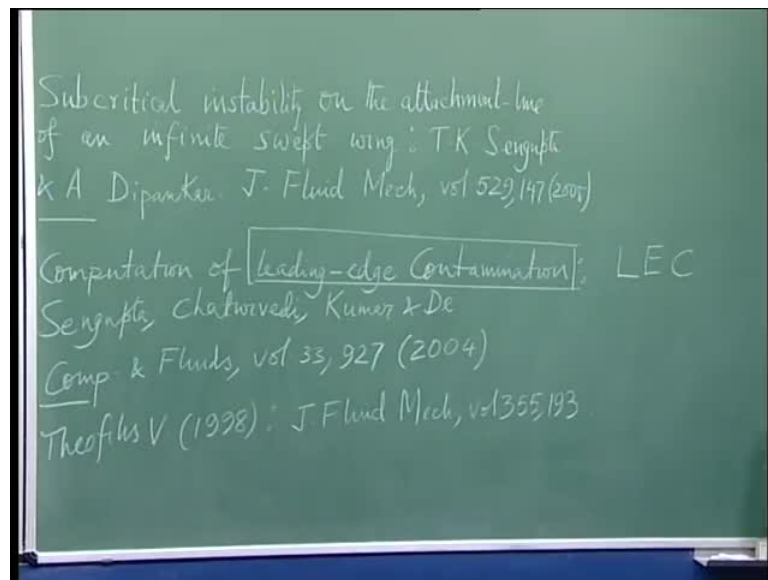 Subcritical instability on the attachment-line
of an infinite swept wing : TK Sengupta
& A Dipankar. J. Fluid Mech, vol 529, 147 (2005)
Computation of leading-edge Contamination : LEC
Sengupta, Chaturvedi, Kumar & De
Comp. & Fluids, vol 33, 927 (2004)
Theofilis V (1998) : J. Fluid Mech, vol 355, 193